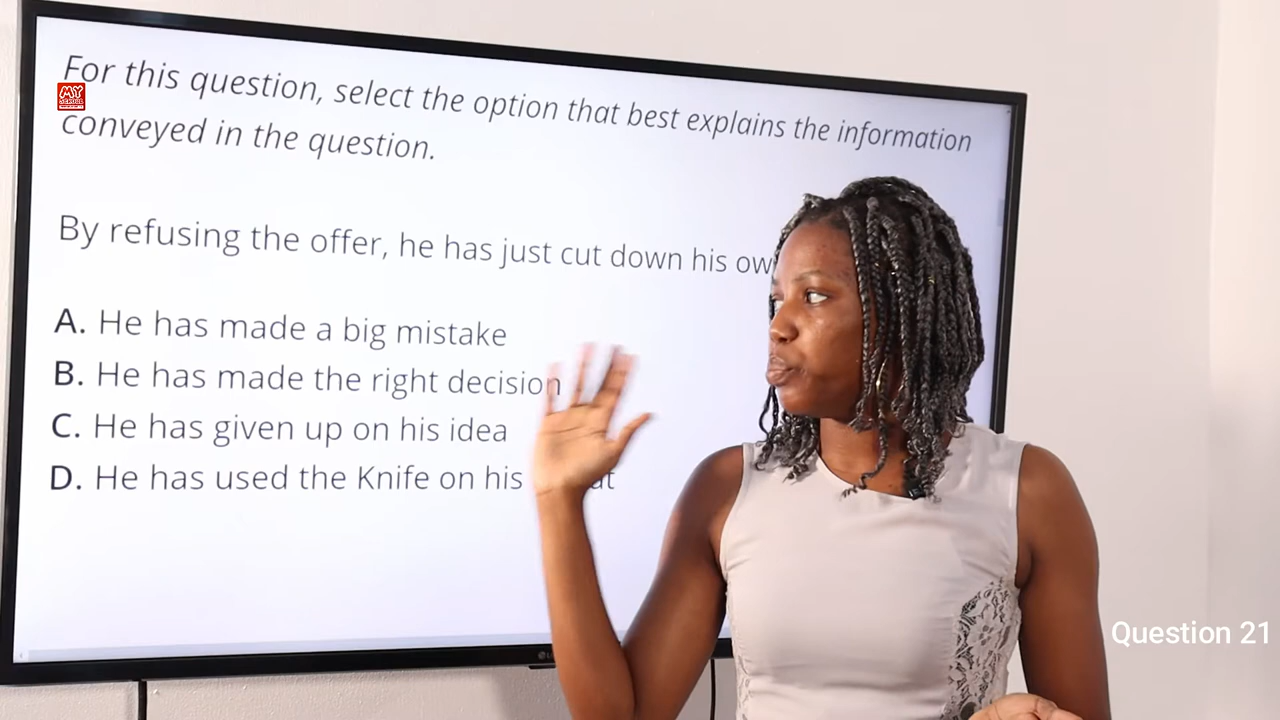 For this question, select the option that best explains the information
MY
SCHOOL
conveyed in the question.
By refusing the offer, he has just cut down his
A. He has made a big mistake
B. He has made the right decision
C. He has given up on his idea
D. He has used the Knife on his
Question 21